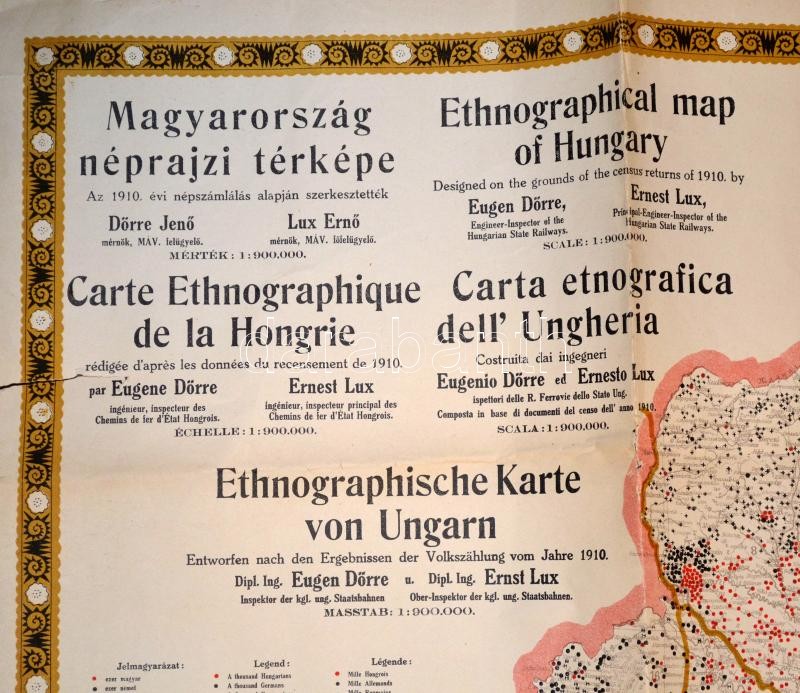 Magyarország
néprajzi térképe
Az 1910. évi népszámlálás alapján szerkesztették
Dörre Jenő
mérnök, MÁV. felügyelő.
Lux Ernő
mérnök, MÁV. főfelügyelő.
MÉRTÉK: 1:900.000.
Ethnographical map
of Hungary
Designed on the grounds of the census returns of 1910. by
Eugen Dörre,
Engineer-Inspector of the
Hungarian State Railways.
Ernest Lux,
Principal-Engineer-Inspector of the
Hungarian State Railways.
SCALE: 1:900.000.
Carte Ethnographique
de la Hongrie
rédigée d'après les données du recensement de 1910.
par Eugene Dörre
ingénieur, inspecteur des
Chemins de fer d'État Hongrois.
Ernest Lux
ingénieur, inspecteur principal des
Chemins de fer d'État Hongrois.
ÉCHELLE: 1:900.000.
Carta etnografica
dell' Ungheria
Costruita dai ingegneri
Eugenio Dörre ed Ernesto Lux
ispettori delle R. Ferrovie dello Stato Ung.
Composta in base di documenti del censo dell' anno 1910.
SCALA: 1:900.000.
darabanth
Ethnographische Karte
von Ungarn
Entworfen nach den Ergebnissen der Volkszählung vom Jahre 1910.
Dipl. Ing. Eugen Dörre u. Dipl. Ing. Ernst Lux
Inspektor der kgl. ung. Staatsbahnen
Ober-Inspektor der kgl. ung. Staatsbahnen.
MASSTAB: 1:900.000.
Jelmagyarázat:
ezer magyar
ezer német
Legend:
A thousand Hungarians
A thousand Germans
Légende:
Mille Hongrois
Mille Allemands